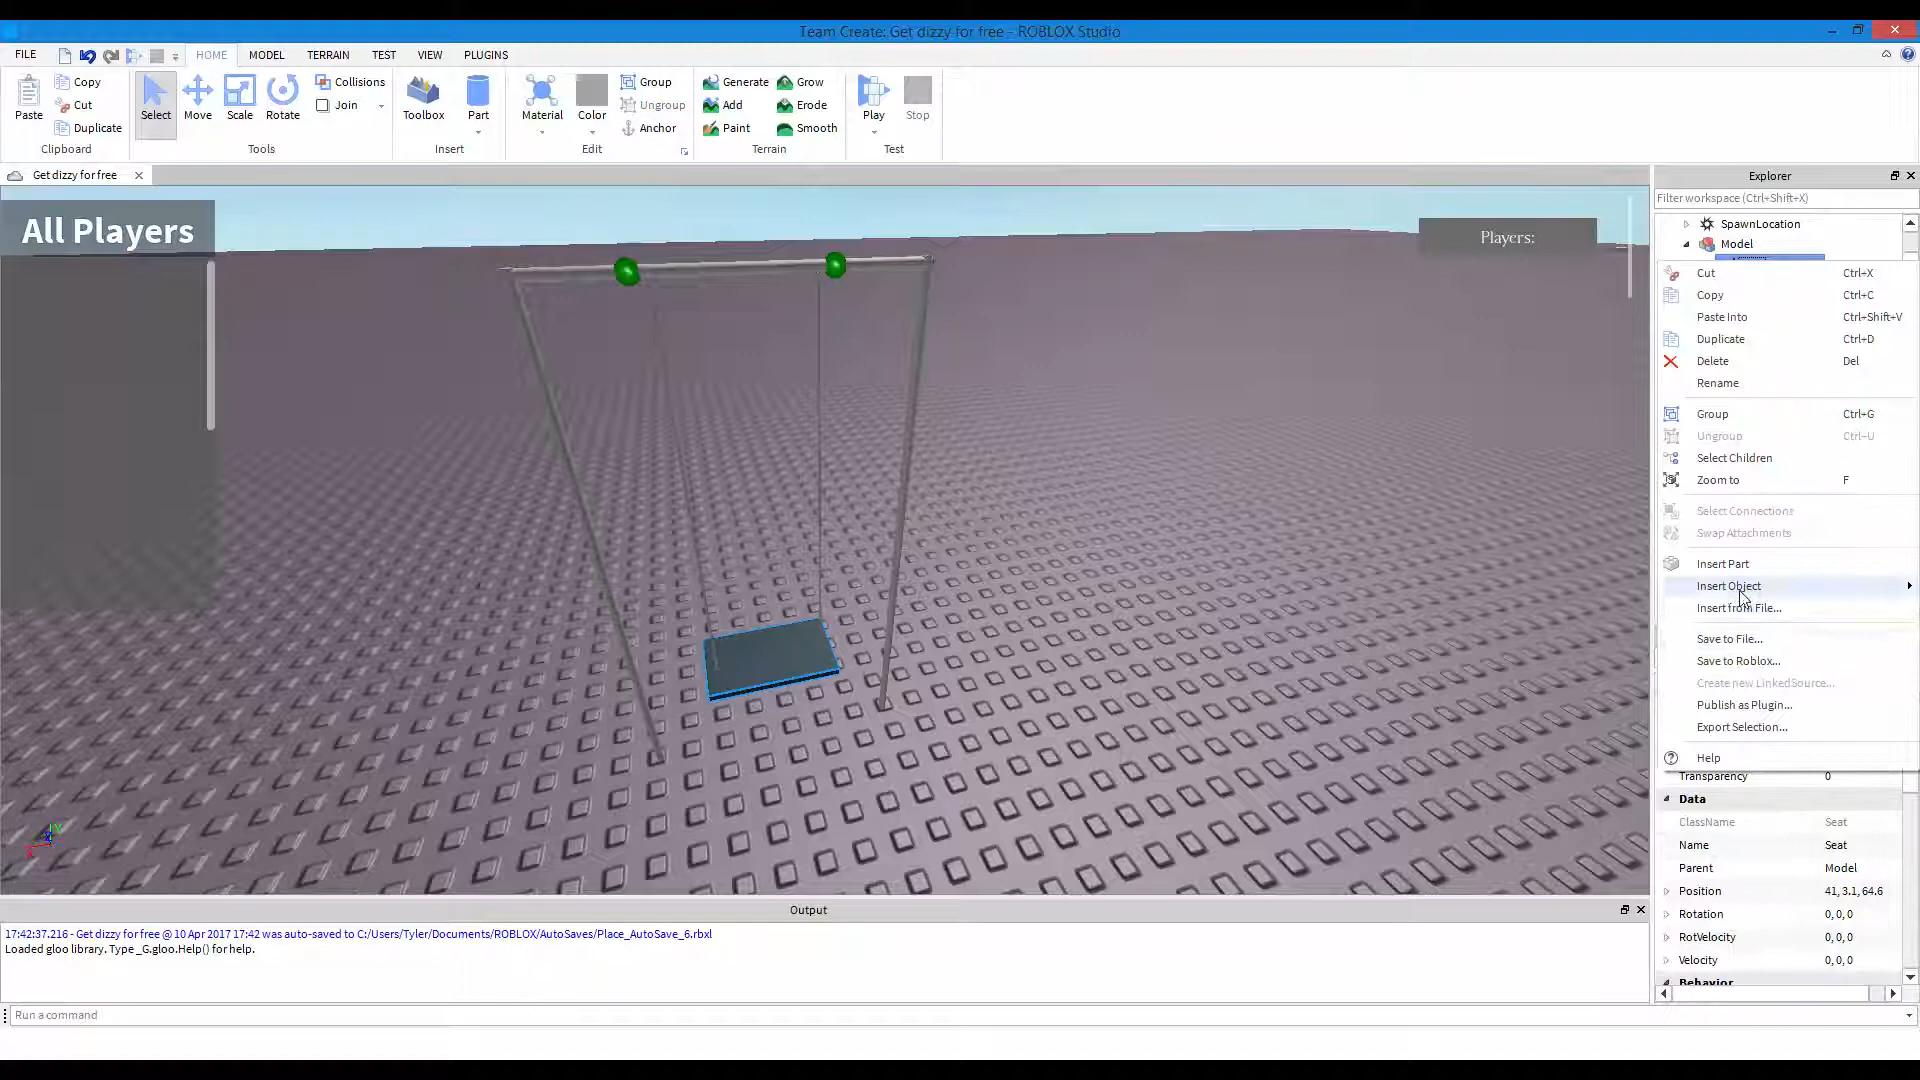 Team Create: Get dizzy for free - ROBLOX Studio
FILE HOME MODEL TERRAIN TEST VIEW PLUGINS
Paste Copy Cut Duplicate Clipboard
Select Move Scale Rotate Collisions Join Tools
Toolbox Part Insert
Material Color Group Ungroup Anchor Edit
Generate Grow Add Erode Paint Smooth Terrain
Play Stop Test
Get dizzy for free
All Players
Players:
Explorer
Filter workspace (Ctrl+Shift+X)
SpawnLocation
Model
Cut Ctrl+X
Copy Ctrl+C
Paste Into Ctrl+Shift+V
Duplicate Ctrl+D
Delete Del
Rename
Group Ctrl+G
Ungroup Ctrl+U
Select Children
Zoom to F
Select Connections
Swap Attachments
Insert Part
Insert Object
Insert from File...
Save to File...
Save to Roblox...
Create new LinkedSource...
Publish as Plugin...
Export Selection...
Help
Transparency 0
Data
ClassName Seat
Name Seat
Parent Model
Position 41, 3.1, 64.6
Rotation 0, 0, 0
RotVelocity 0, 0, 0
Velocity 0, 0, 0
Behavior
Output
17:42:37.216 - Get dizzy for free @ 10 Apr 2017 17:42 was auto-saved to C:/Users/Tyler/Documents/ROBLOX/AutoSaves/Place_AutoSave_6.rbxl
Loaded gloo library. Type _G.gloo.Help() for help.
Run a command